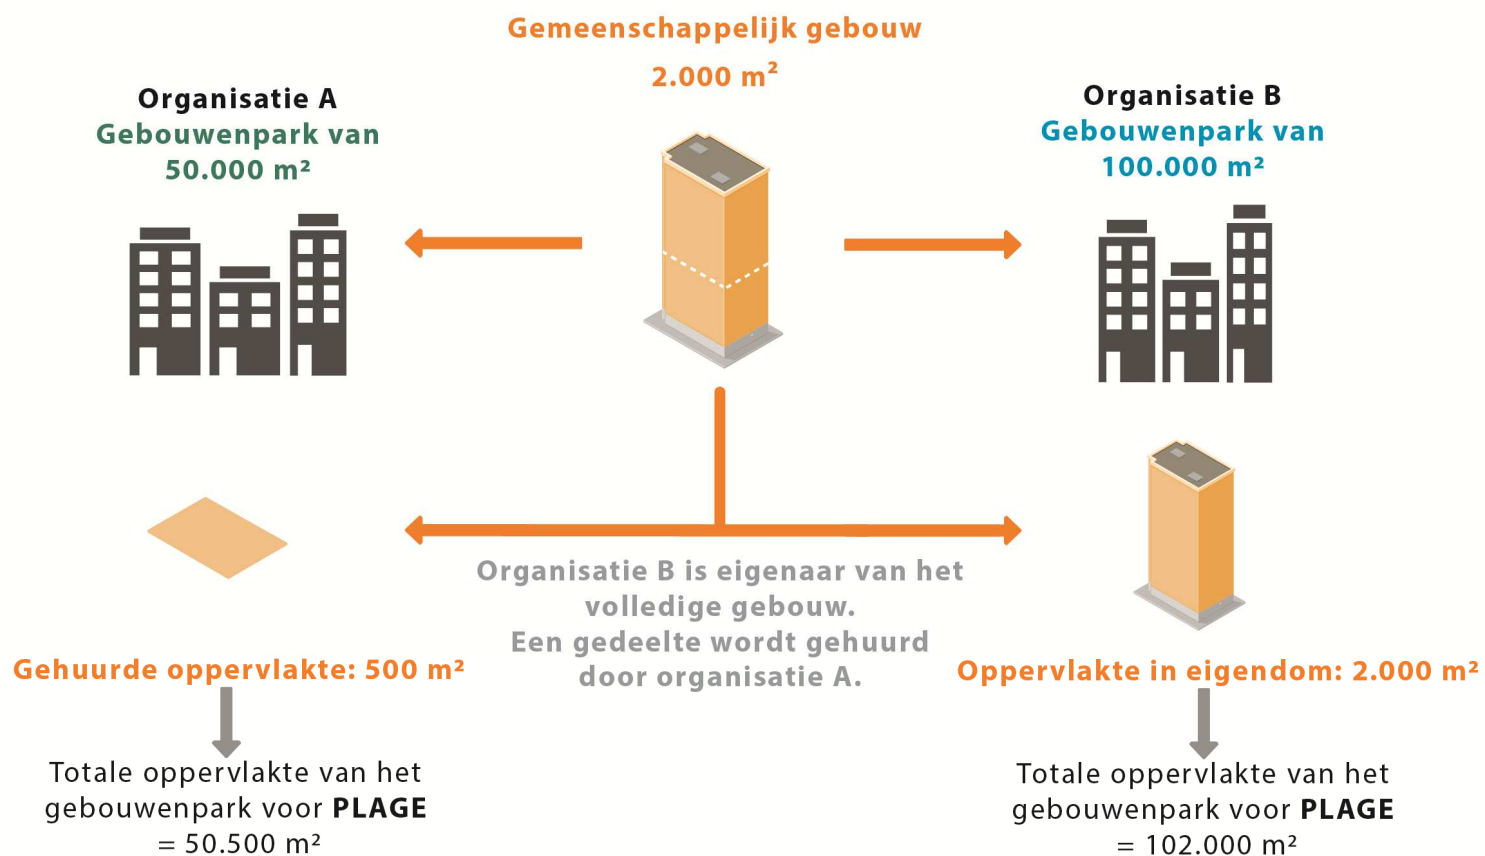 Gemeenschappelijk gebouw
2.000 m²
Organisatie A
Gebouwenpark van
50.000 m²
Organisatie B
Gebouwenpark van
100.000 m²
Organisatie B is eigenaar van het
volledige gebouw.
Een gedeelte wordt gehuurd
door organisatie A.
Gehuurde oppervlakte: 500 m²
Totale oppervlakte van het
gebouwenpark voor PLAGE
= 50.500 m²
Oppervlakte in eigendom: 2.000 m²
Totale oppervlakte van het
gebouwenpark voor PLAGE
= 102.000 m²